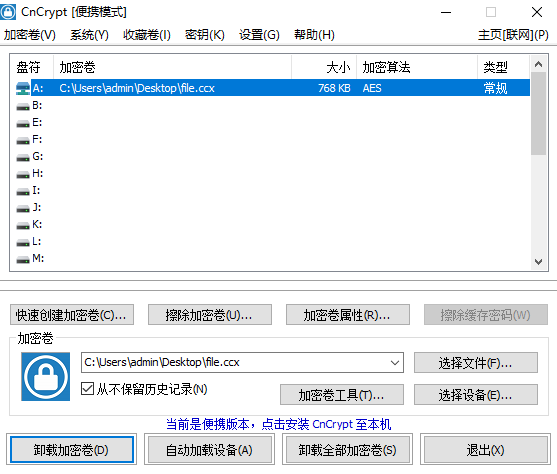 CnCrypt [便携模式]
加密卷(V) 系统(Y) 收藏卷(I) 密钥(K) 设置(G) 帮助(H) 主页[联网](P)
盘符 加密卷 大小 加密算法 类型
A: C:\Users\admin\Desktop\file.ccx 768 KB AES 常规
B:
E:
F:
G:
H:
I:
J:
K:
L:
M:
快速创建加密卷(C)... 擦除加密卷(U)... 加密卷属性(R)... 擦除缓存密码(W)
加密卷
C:\Users\admin\Desktop\file.ccx 选择文件(F)...
从不保留历史记录(N) 加密卷工具(T)... 选择设备(E)...
当前是便携版本，点击安装 CnCrypt 至本机
卸载加密卷(D) 自动加载设备(A) 卸载全部加密卷(S) 退出(X)